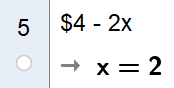 5
$4 - 2x
→ x = 2